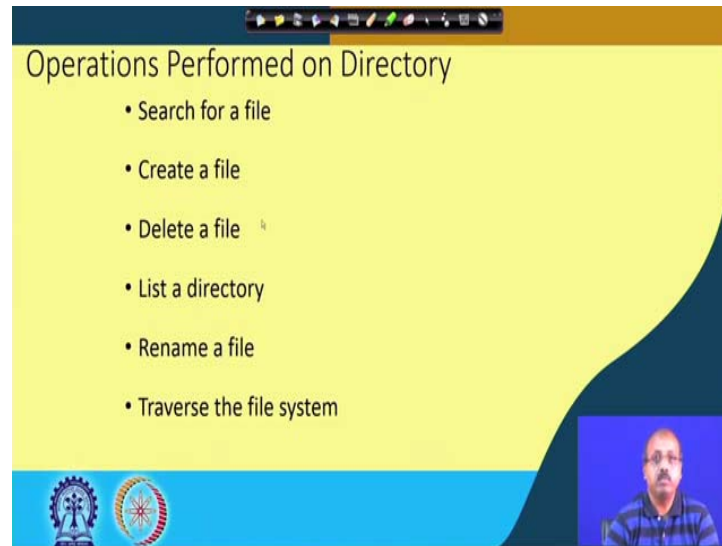 Operations Performed on Directory
• Search for a file
• Create a file
• Delete a file
• List a directory
• Rename a file
• Traverse the file system